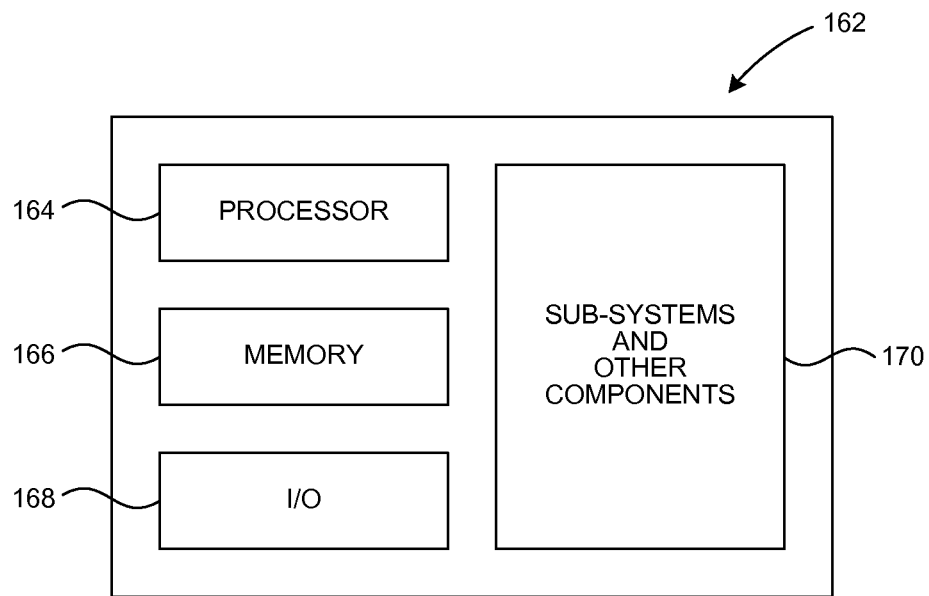 162
164
PROCESSOR
166
MEMORY
168
I/O
SUB-SYSTEMS
AND
OTHER
COMPONENTS
170